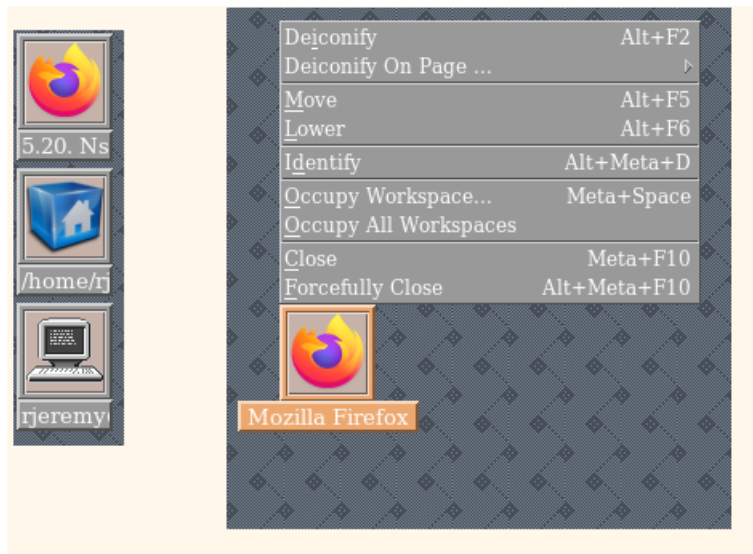 5.20. Ns
/home/rj
rjeremy(
Deiconify Alt+F2
Deiconify On Page ...
Move Alt+F5
Lower Alt+F6
Identify Alt+Meta+D
Occupy Workspace... Meta+Space
Occupy All Workspaces
Close Meta+F10
Forcefully Close Alt+Meta+F10
Mozilla Firefox